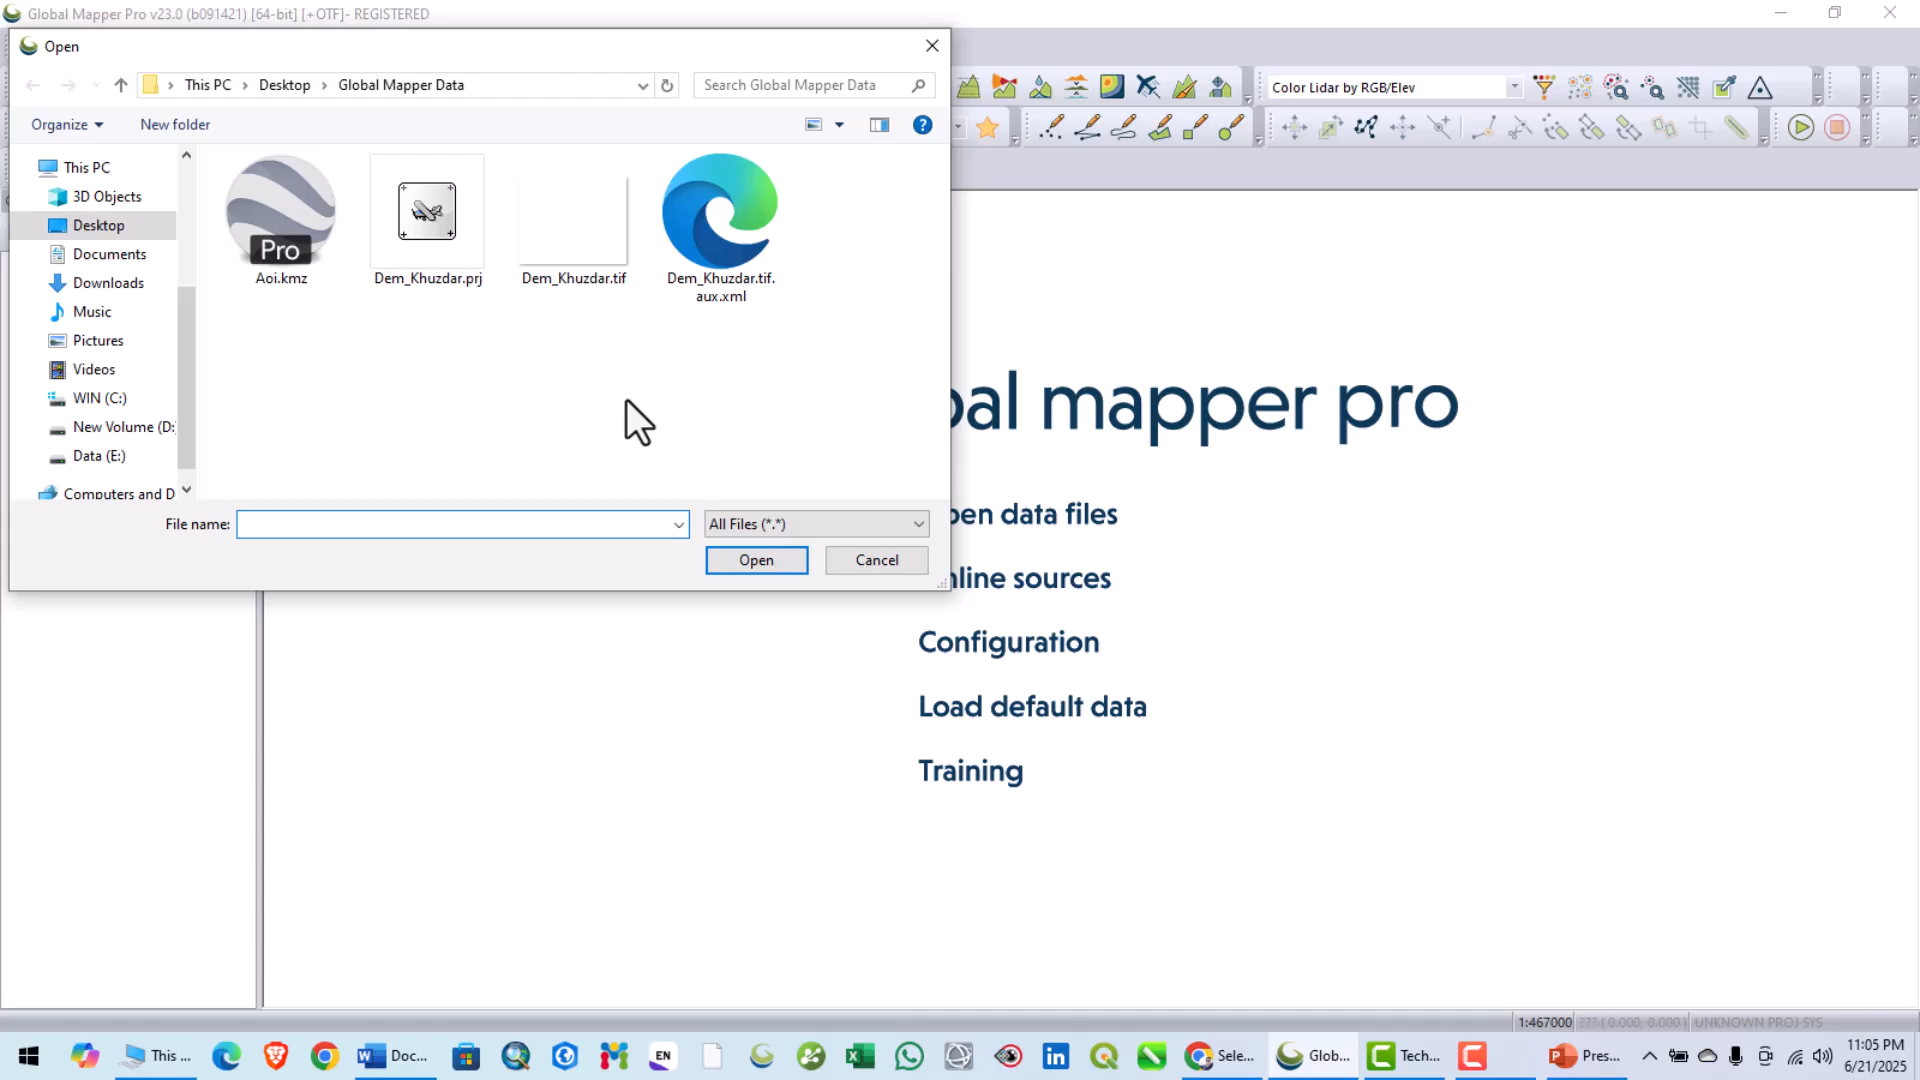 Global Mapper Pro v23.0 (b091421) [64-bit] [+OTF]- REGISTERED
Open
This PC
Desktop
Global Mapper Data
Search Global Mapper Data
Color Lidar by RGB/Elev
Organize
New folder
This PC
3D Objects
Desktop
Documents
Downloads
Music
Pictures
Videos
WIN (C:)
New Volume (D:
Data (E:)
Computers and D
Pro
Aoi.kmz
Dem_Khuzdar.prj
Dem_Khuzdar.tif
Dem_Khuzdar.tif.
aux.xml
File name:
All Files (*.*)
Open
Cancel
bal mapper pro
pen data files
nline sources
Configuration
Load default data
Training
1:467000
???( 0.000, 0.000 )
UNKNOWN PROJ SYS
This ...
Doc...
EN
Sele...
Glob...
Tech...
Pres...
11:05 PM
6/21/2025